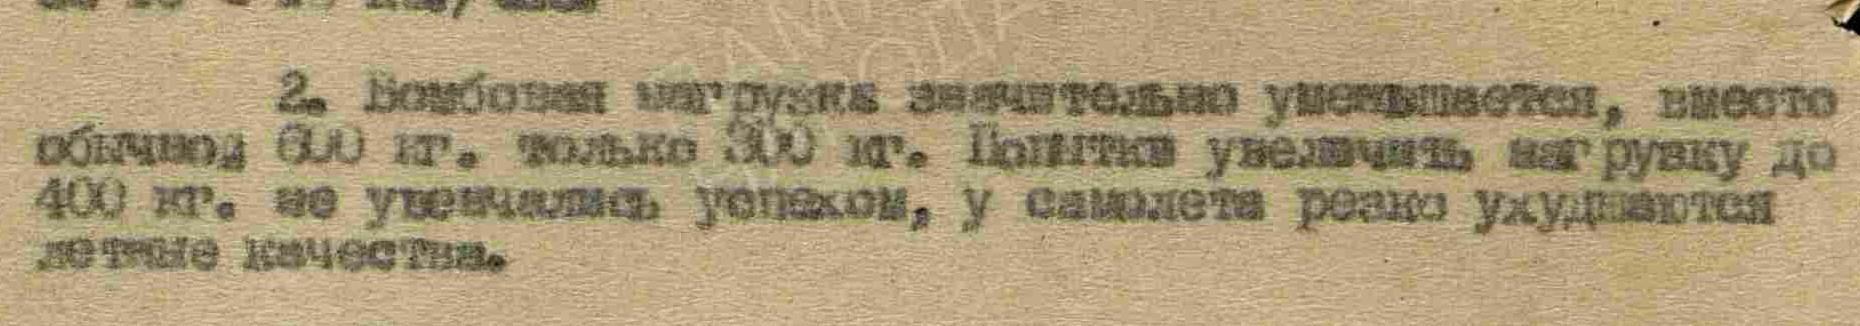 2. Бомбовая нагрузка значительно уменьшается, вместо
обычной 600 кг. только 300 кг. Попытки увеличить нагрузку до
400 кг. не увенчались успехом, у самолета резко ухудшаются
летные качества.